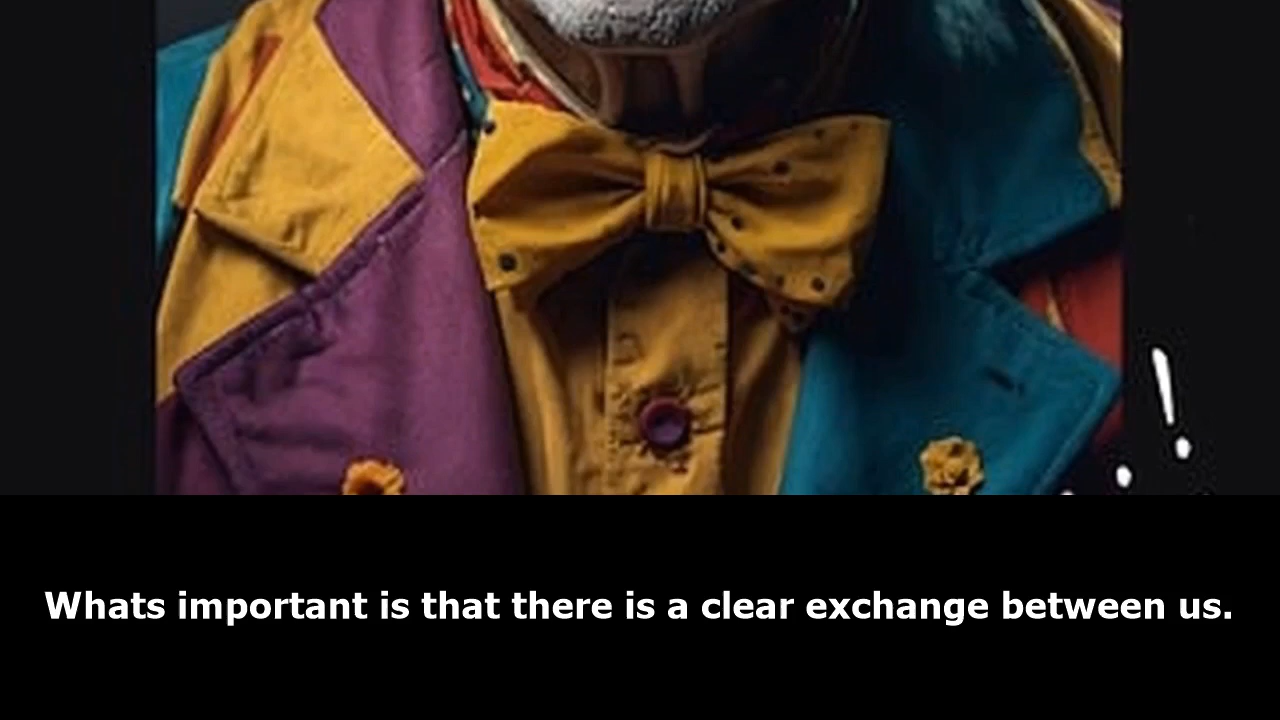 Whats important is that there is a clear exchange between us.